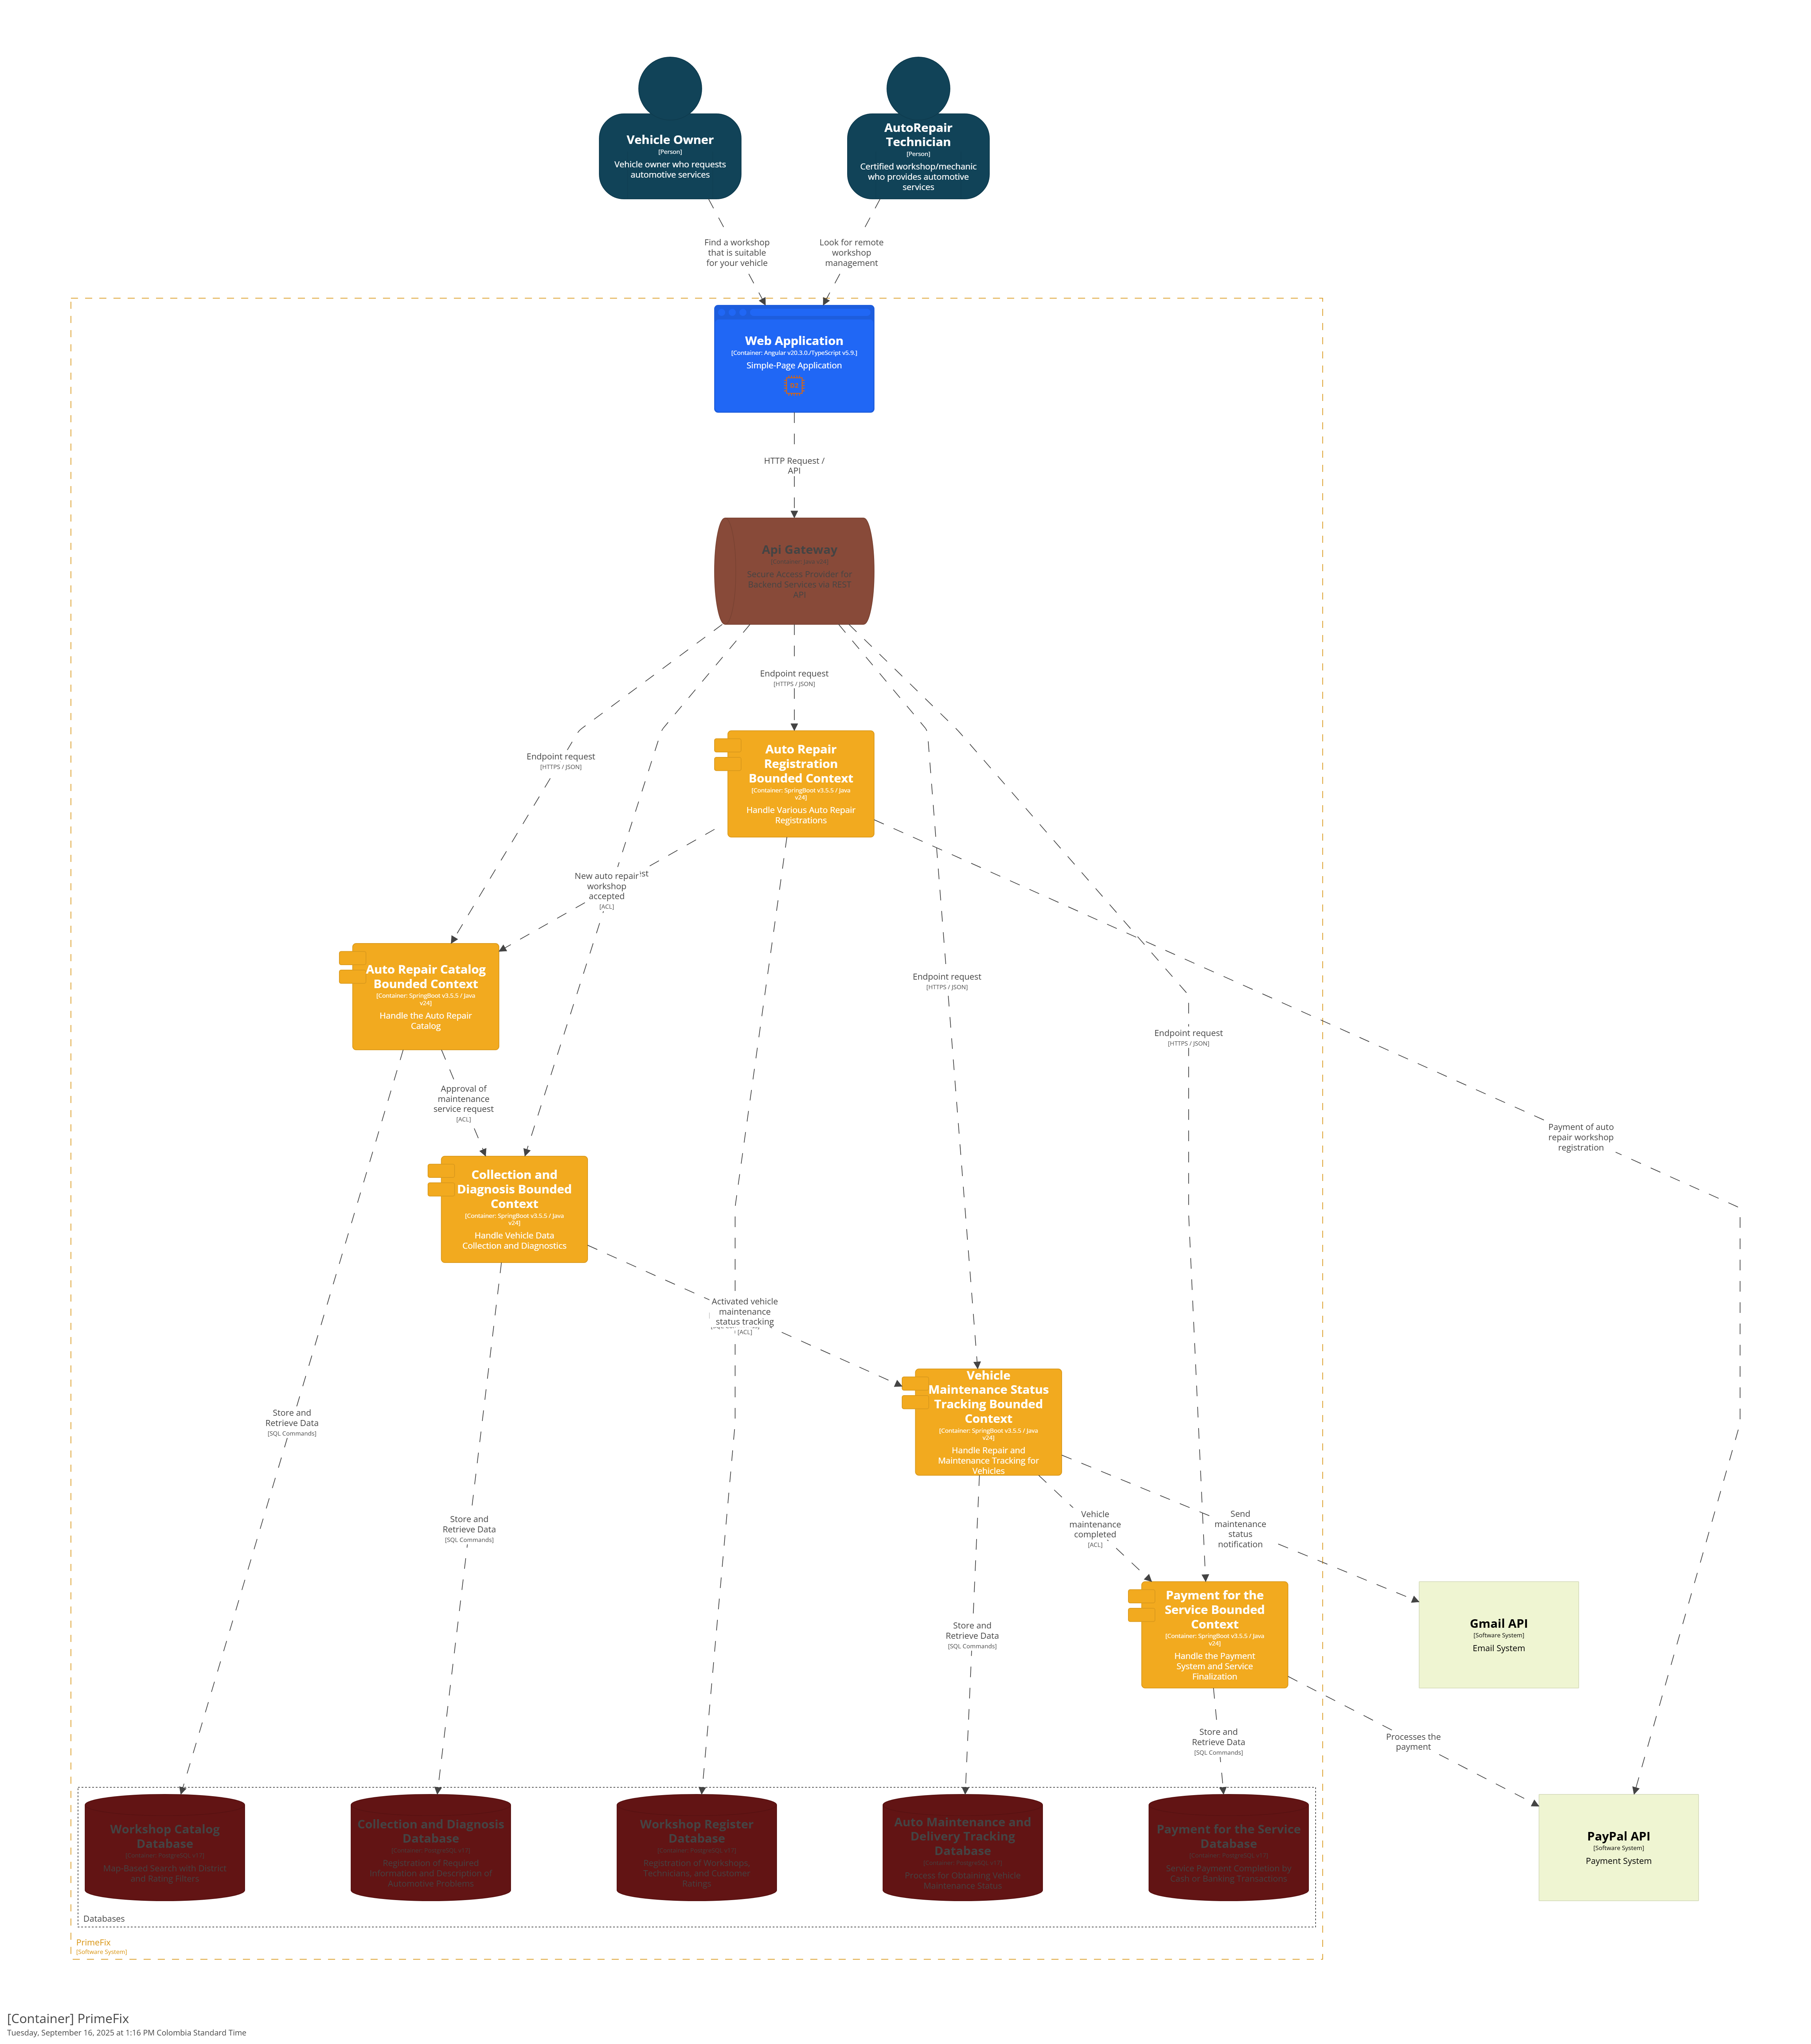 Vehicle Owner
[Person]
Vehicle owner who requests
automotive services
AutoRepair
Technician
[Person]
Certified workshop/mechanic
who provides automotive
services
Find a workshop
that is suitable
for your vehicle
Look for remote
workshop
management
Web Application
[Container: Angular v20.3.0./TypeScript v5.9.]
Simple-Page Application
HTTP Request /
API
Api Gateway
[Container: Java v24]
Secure Access Provider for
Backend Services via REST
API
Endpoint request
[HTTPS / JSON]
Endpoint request
[HTTPS / JSON]
Auto Repair
Registration
Bounded Context
[Container: SpringBoot v3.5.5 / Java
v24]
Handle Various Auto Repair
Registrations
New auto repair
workshop
accepted
[ACL]
Auto Repair Catalog
Bounded Context
[Container: SpringBoot v3.5.5 / Java
v24]
Handle the Auto Repair
Catalog
Endpoint request
[HTTPS / JSON]
Endpoint request
[HTTPS / JSON]
Approval of
maintenance
service request
[ACL]
Payment of auto
repair workshop
registration
Collection and
Diagnosis Bounded
Context
[Container: SpringBoot v3.5.5 / Java
v24]
Handle Vehicle Data
Collection and Diagnostics
Activated vehicle
maintenance
status tracking
[ACL]
Vehicle
Maintenance Status
Tracking Bounded
Context
[Container: SpringBoot v3.5.5 / Java
v24]
Handle Repair and
Maintenance Tracking for
Vehicles
Store and
Retrieve Data
[SQL Commands]
Store and
Retrieve Data
[SQL Commands]
Vehicle
maintenance
completed
[ACL]
Send
maintenance
status
notification
Store and
Retrieve Data
[SQL Commands]
Payment for the
Service Bounded
Context
[Container: SpringBoot v3.5.5 / Java
v24]
Handle the Payment
System and Service
Finalization
Gmail API
[Software System]
Email System
Store and
Retrieve Data
[SQL Commands]
Processes the
payment
Workshop Catalog
Database
[Container: PostgreSQL v17]
Map-Based Search with District
and Rating Filters
Collection and Diagnosis
Database
[Container: PostgreSQL v17]
Registration of Required
Information and Description of
Automotive Problems
Workshop Register
Database
[Container: PostgreSQL v17]
Registration of Workshops,
Technicians, and Customer
Ratings
Auto Maintenance and
Delivery Tracking
Database
[Container: PostgreSQL v17]
Process for Obtaining Vehicle
Maintenance Status
Payment for the Service
Database
[Container: PostgreSQL v17]
Service Payment Completion by
Cash or Banking Transactions
PayPal API
[Software System]
Payment System
Databases
PrimeFix
[Software System]
[Container] PrimeFix
Tuesday, September 16, 2025 at 1:16 PM Colombia Standard Time